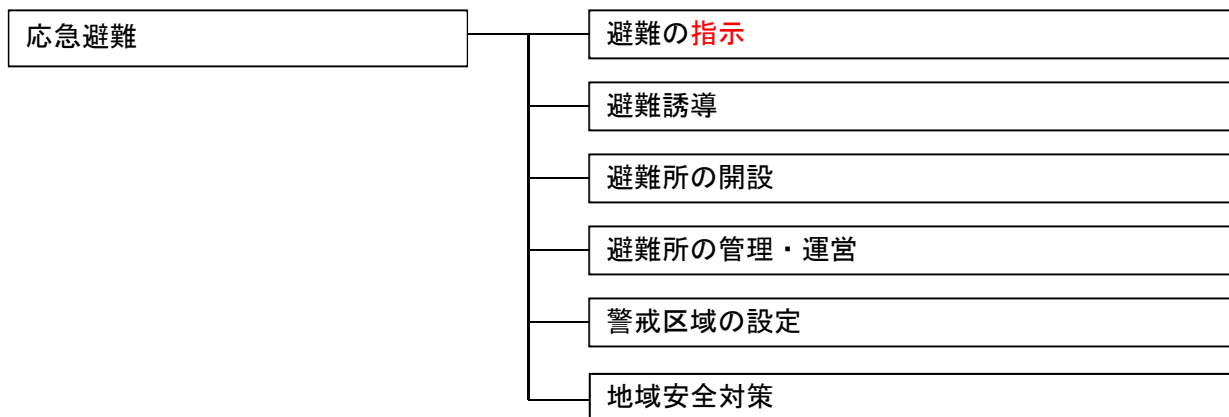 応急避難
避難の指示
避難誘導
避難所の開設
避難所の管理・運営
警戒区域の設定
地域安全対策